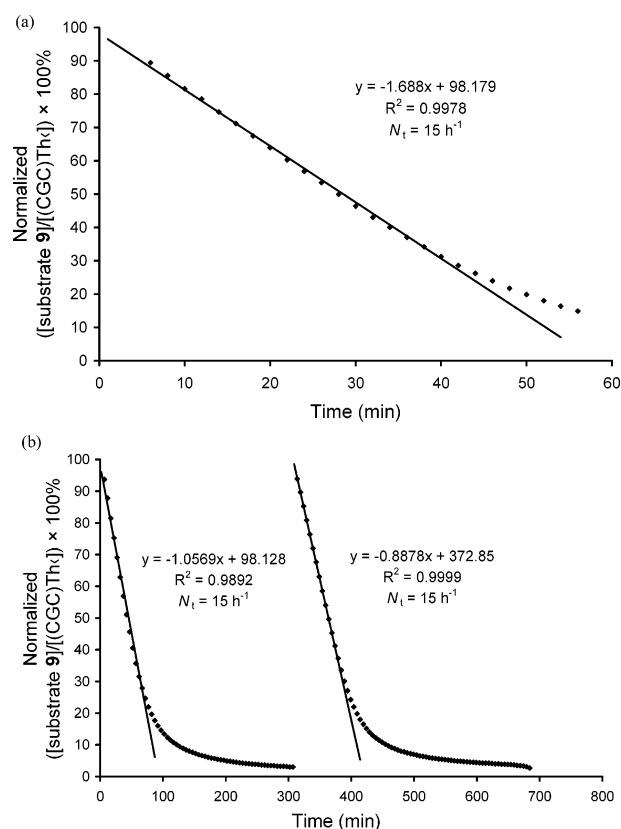 (a)
Normalized
([substrate 9]/[(CGC)Th‹]) × 100%
100
90
80
70
60
50
40
30
20
10
0
y = -1.688x + 98.179
R² = 0.9978
Nt = 15 h⁻¹
0 10 20 30 40 50 60
Time (min)
(b)
Normalized
([substrate 9]/[(CGC)Th‹]) × 100%
100
90
80
70
60
50
40
30
20
10
0
y = -1.0569x + 98.128
R² = 0.9892
Nt = 15 h⁻¹
y = -0.8878x + 372.85
R² = 0.9999
Nt = 15 h⁻¹
0 100 200 300 400 500 600 700 800
Time (min)